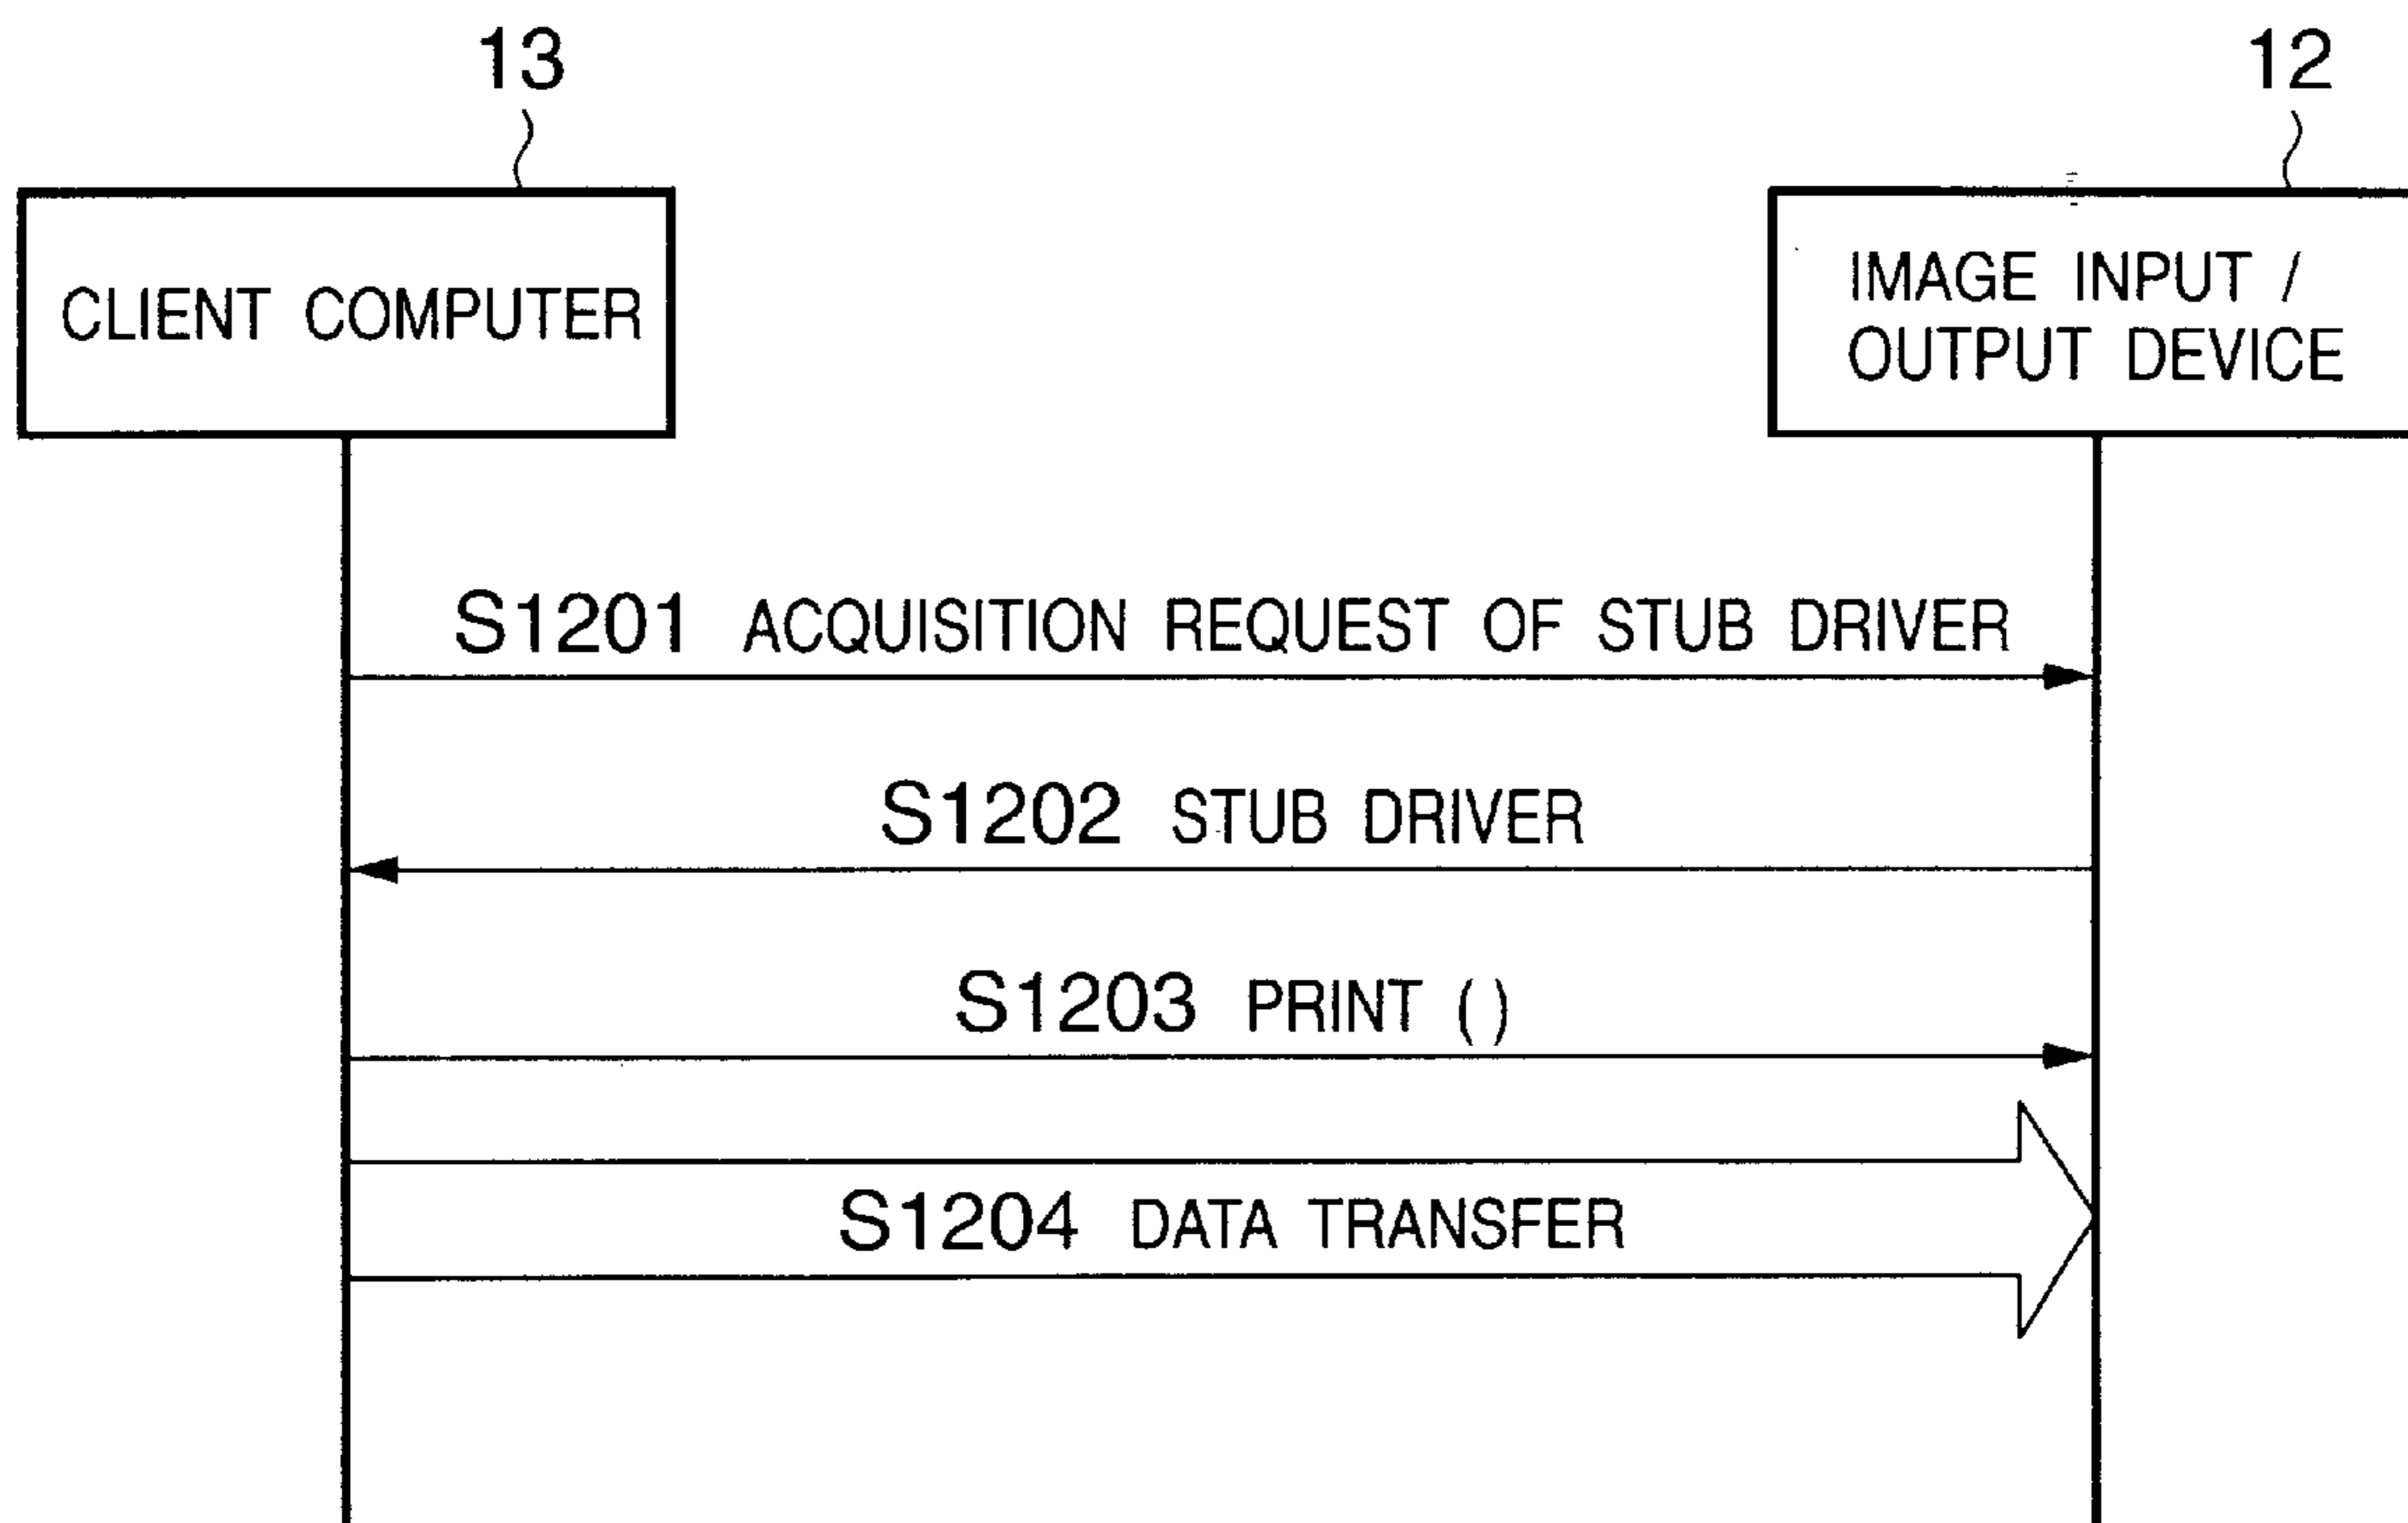 13
12
CLIENT COMPUTER
IMAGE INPUT /
OUTPUT DEVICE
S1201 ACQUISITION REQUEST OF STUB DRIVER
S1202 STUB DRIVER
S1203 PRINT ( )
S1204 DATA TRANSFER